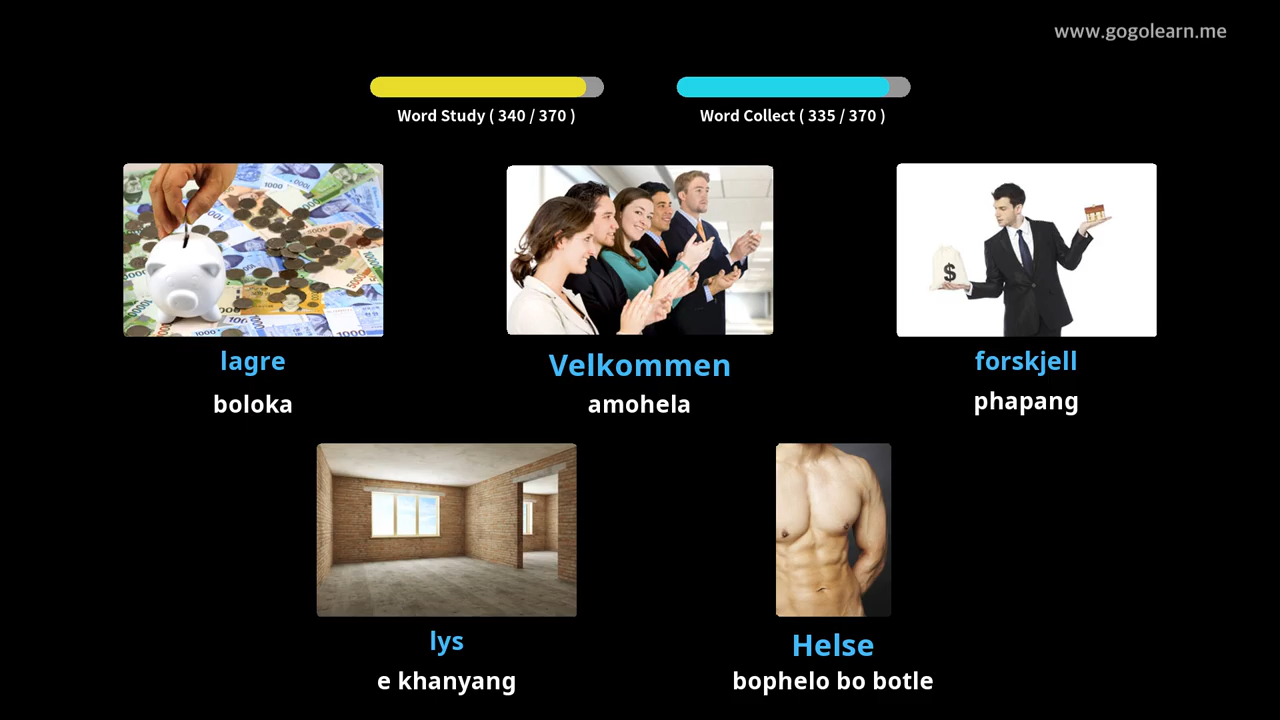 www.gogolearn.me
Word Study ( 340 / 370 )
Word Collect ( 335 / 370 )
lagre
Velkommen
forskjell
boloka
amohela
phapang
lys
Helse
e khanyang
bophelo bo botle